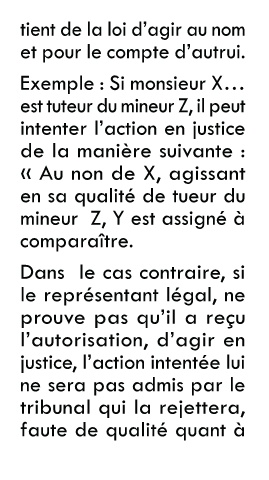 tient de la loi d’agir au nom
et pour le compte d’autrui.
Exemple : Si monsieur X...
est tuteur du mineur Z, il peut
intenter l’action en justice
de la manière suivante :
« Au non de X, agissant
en sa qualité de tueur du
mineur  Z, Y est assigné à
comparaître.
Dans  le cas contraire, si
le représentant légal, ne
prouve pas qu’il a reçu
l’autorisation, d’agir en
justice, l’action intentée lui
ne sera pas admis par le
tribunal qui la rejettera,
faute de qualité quant à